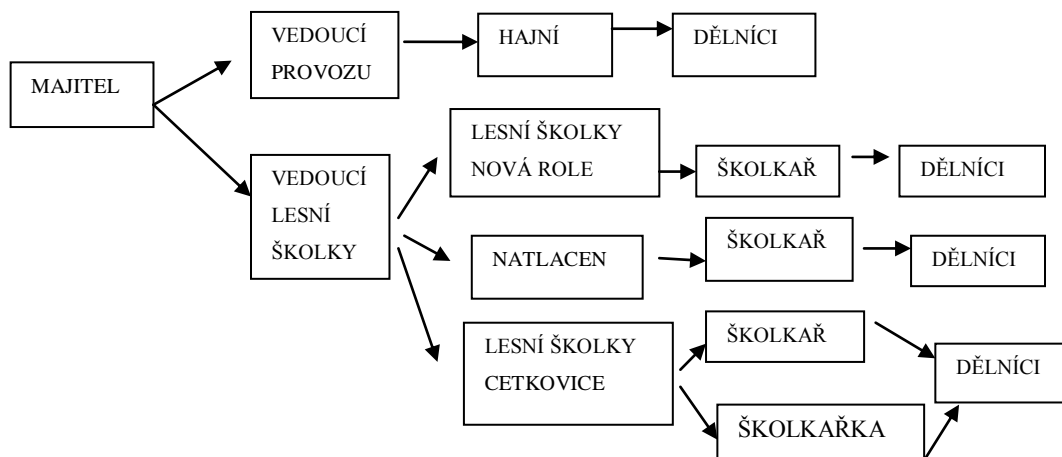 MAJITEL
VEDOUCÍ
PROVOZU
HAJNÍ
DĚLNÍCI
VEDOUCÍ
LESNÍ
ŠKOLKY
LESNÍ ŠKOLKY
NOVÁ ROLE
ŠKOLKAŘ
DĚLNÍCI
NATLACEN
ŠKOLKAŘ
DĚLNÍCI
LESNÍ ŠKOLKY
CETKOVICE
ŠKOLKAŘ
ŠKOLKAŘKA
DĚLNÍCI